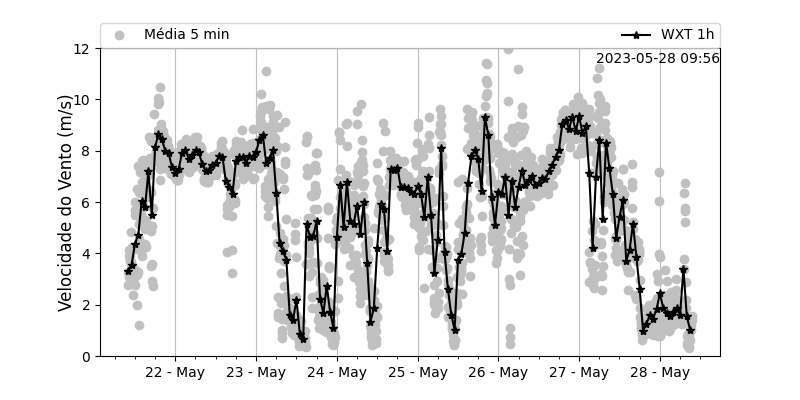 Média 5 min
WXT 1h
2023-05-28 09:56
Velocidade do Vento (m/s)
12
10
8
6
4
2
0
22 - May
23 - May
24 - May
25 - May
26 - May
27 - May
28 - May